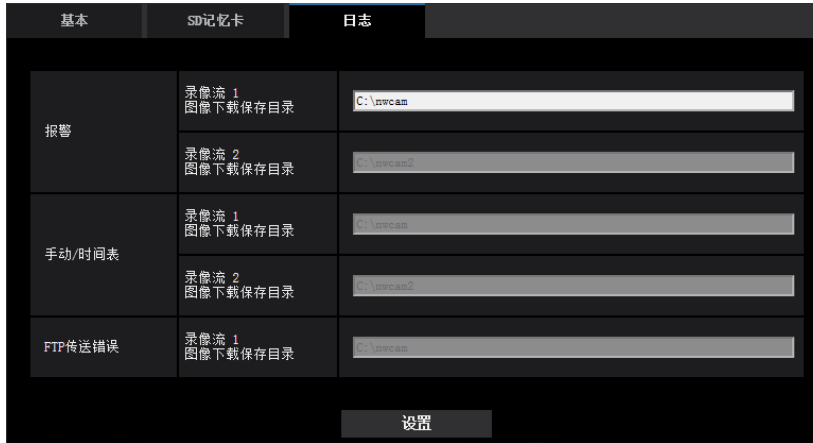 基本
SD记忆卡
日志
报警
录像流 1
图像下载保存目录
C:\nwcam
录像流 2
图像下载保存目录
C:\nwcam2
手动/时间表
录像流 1
图像下载保存目录
C:\nwcam
录像流 2
图像下载保存目录
C:\nwcam2
FTP传送错误
录像流 1
图像下载保存目录
C:\nwcam
设置